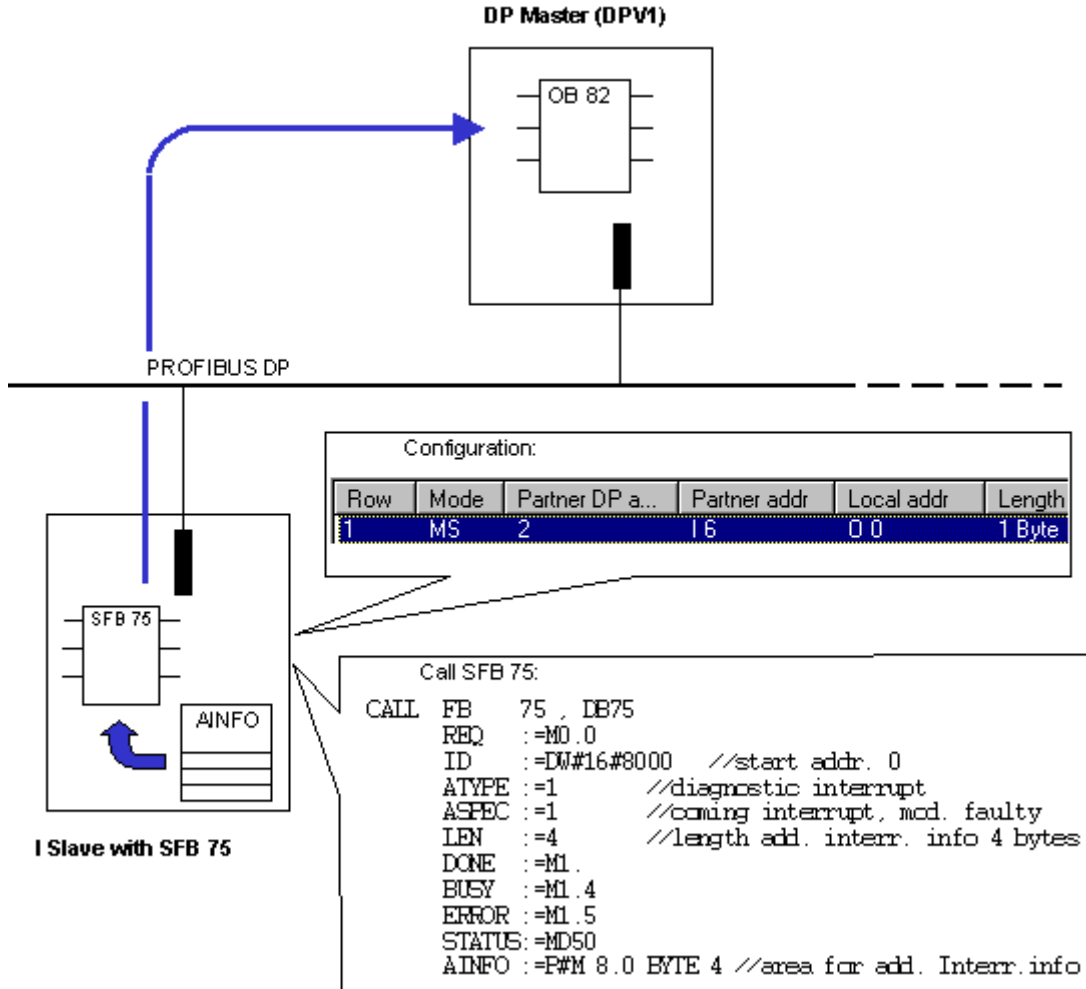 DP Master (DPV1)
OB 82
PROFIBUS DP
Configuration:
Row Mode Partner DP a... Partner addr Local addr Length
1 MS 2 I 6 O 0 1 Byte
SFB 75
AINFO
I Slave with SFB 75
Call SFB 75:
CALL FB 75 , DB75
REQ :=M0.0
ID :=DW#16#8000 //start addr. 0
ATYPE :=1 //diagnostic interrupt
ASPEC :=1 //coming interrupt, mod. faulty
LEN :=4 //length add. interr. info 4 bytes
DONE :=M1.
BUSY :=M1.4
ERROR :=M1.5
STATUS:=MD50
AINFO :=P#M 8.0 BYTE 4 //area for add. Interr.info